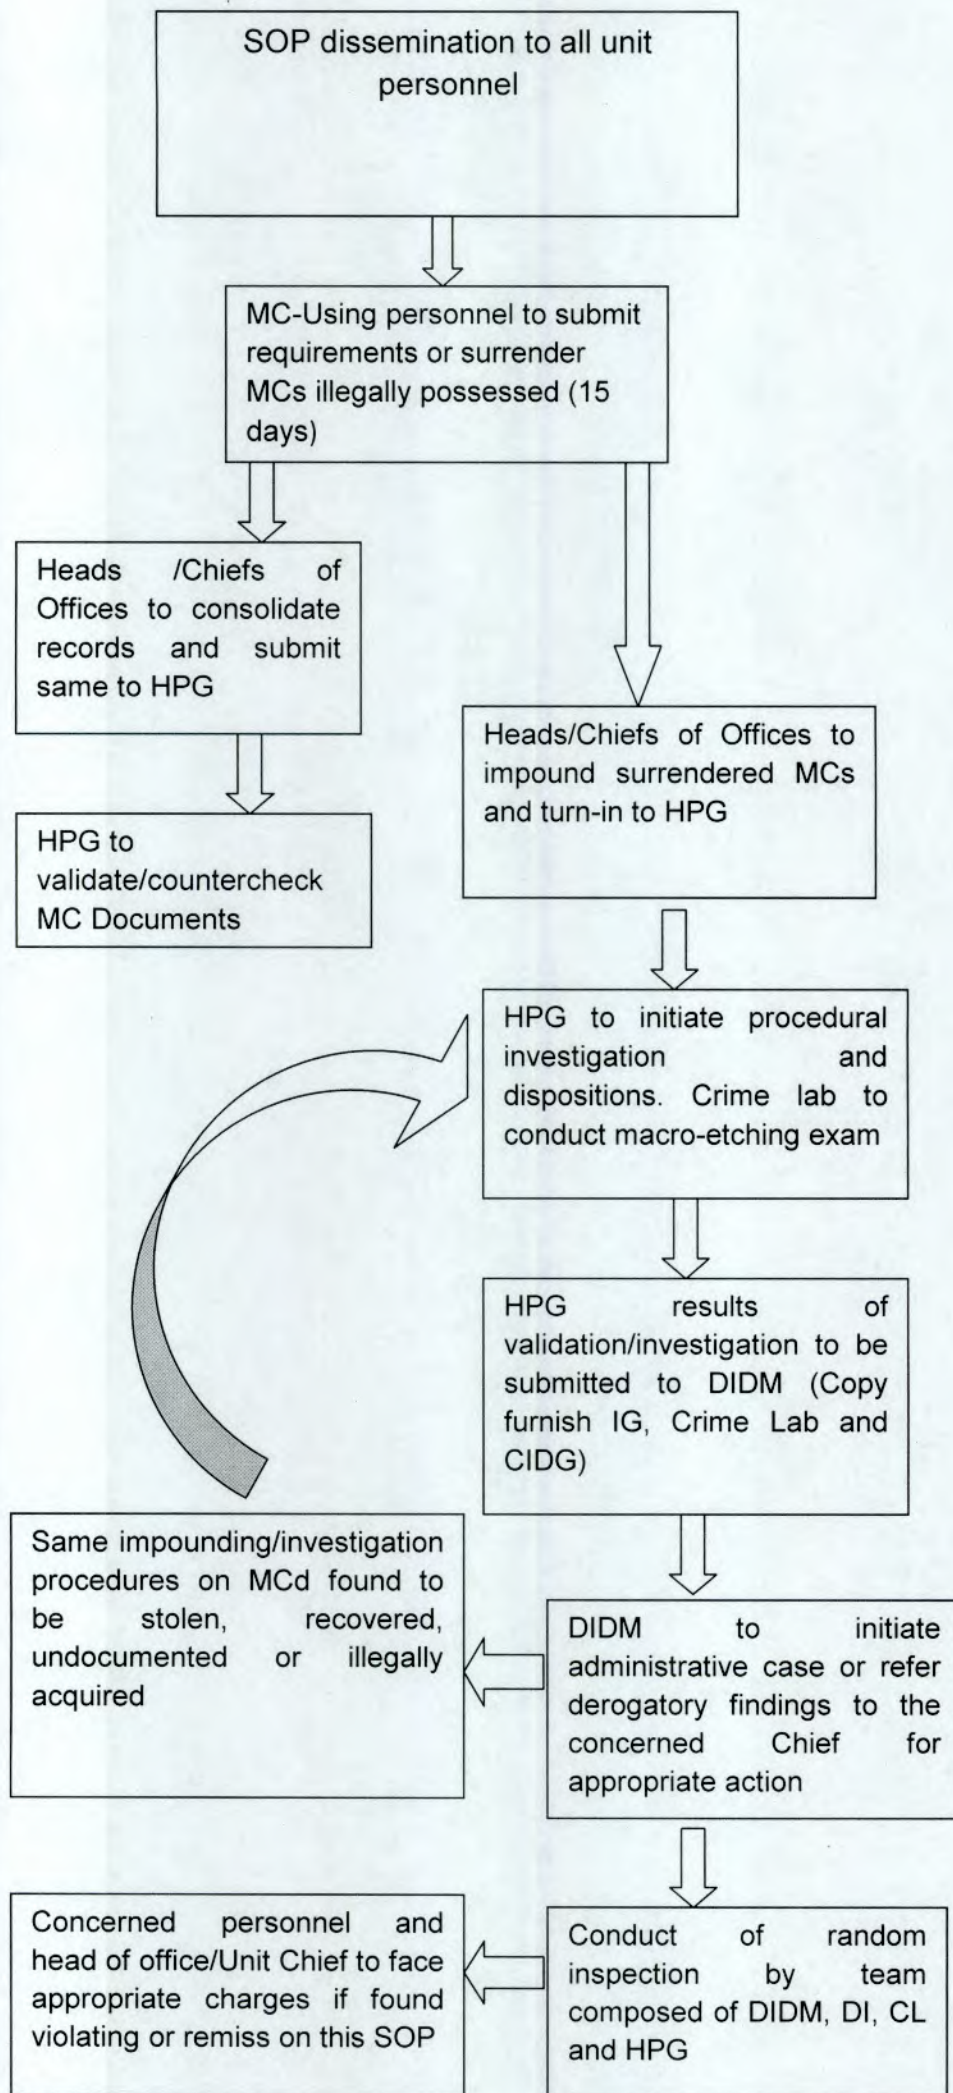 SOP dissemination to all unit
personnel
MC-Using personnel to submit
requirements or surrender
MCs illegally possessed (15
days)
Heads /Chiefs of
Offices to consolidate
records and submit
same to HPG
Heads/Chiefs of Offices to
impound surrendered MCs
and turn-in to HPG
HPG to
validate/countercheck
MC Documents
HPG to initiate procedural
investigation and
dispositions. Crime lab to
conduct macro-etching exam
HPG results of
validation/investigation to be
submitted to DIDM (Copy
furnish IG, Crime Lab and
CIDG)
Same impounding/investigation
procedures on MCd found to
be stolen, recovered,
undocumented or illegally
acquired
DIDM to initiate
administrative case or refer
derogatory findings to the
concerned Chief for
appropriate action
Concerned personnel and
head of office/Unit Chief to face
appropriate charges if found
violating or remiss on this SOP
Conduct of random
inspection by team
composed of DIDM, DI, CL
and HPG